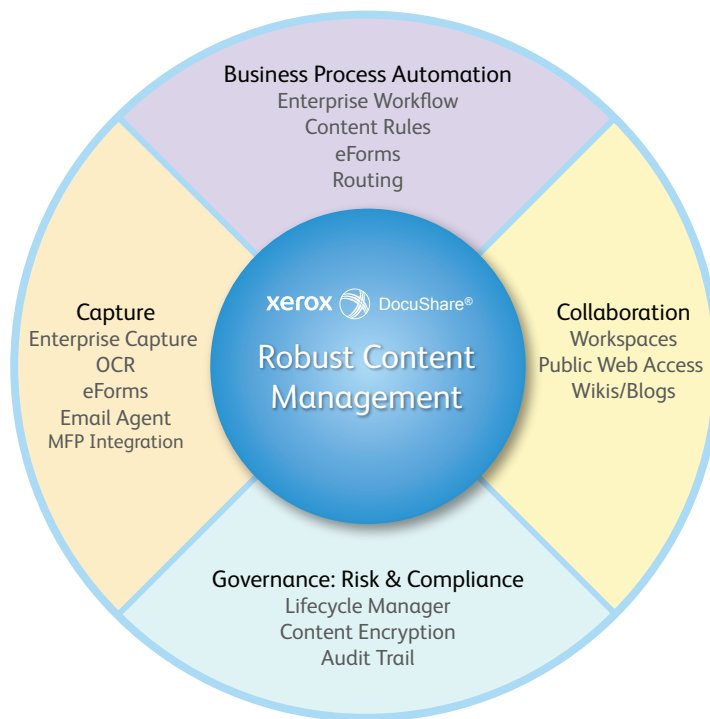 Business Process Automation
Enterprise Workflow
Content Rules
eForms
Routing
Capture
Enterprise Capture
OCR
eForms
Email Agent
MFP Integration
xerox DocuShare®
Robust Content
Management
Collaboration
Workspaces
Public Web Access
Wikis/Blogs
Governance: Risk & Compliance
Lifecycle Manager
Content Encryption
Audit Trail